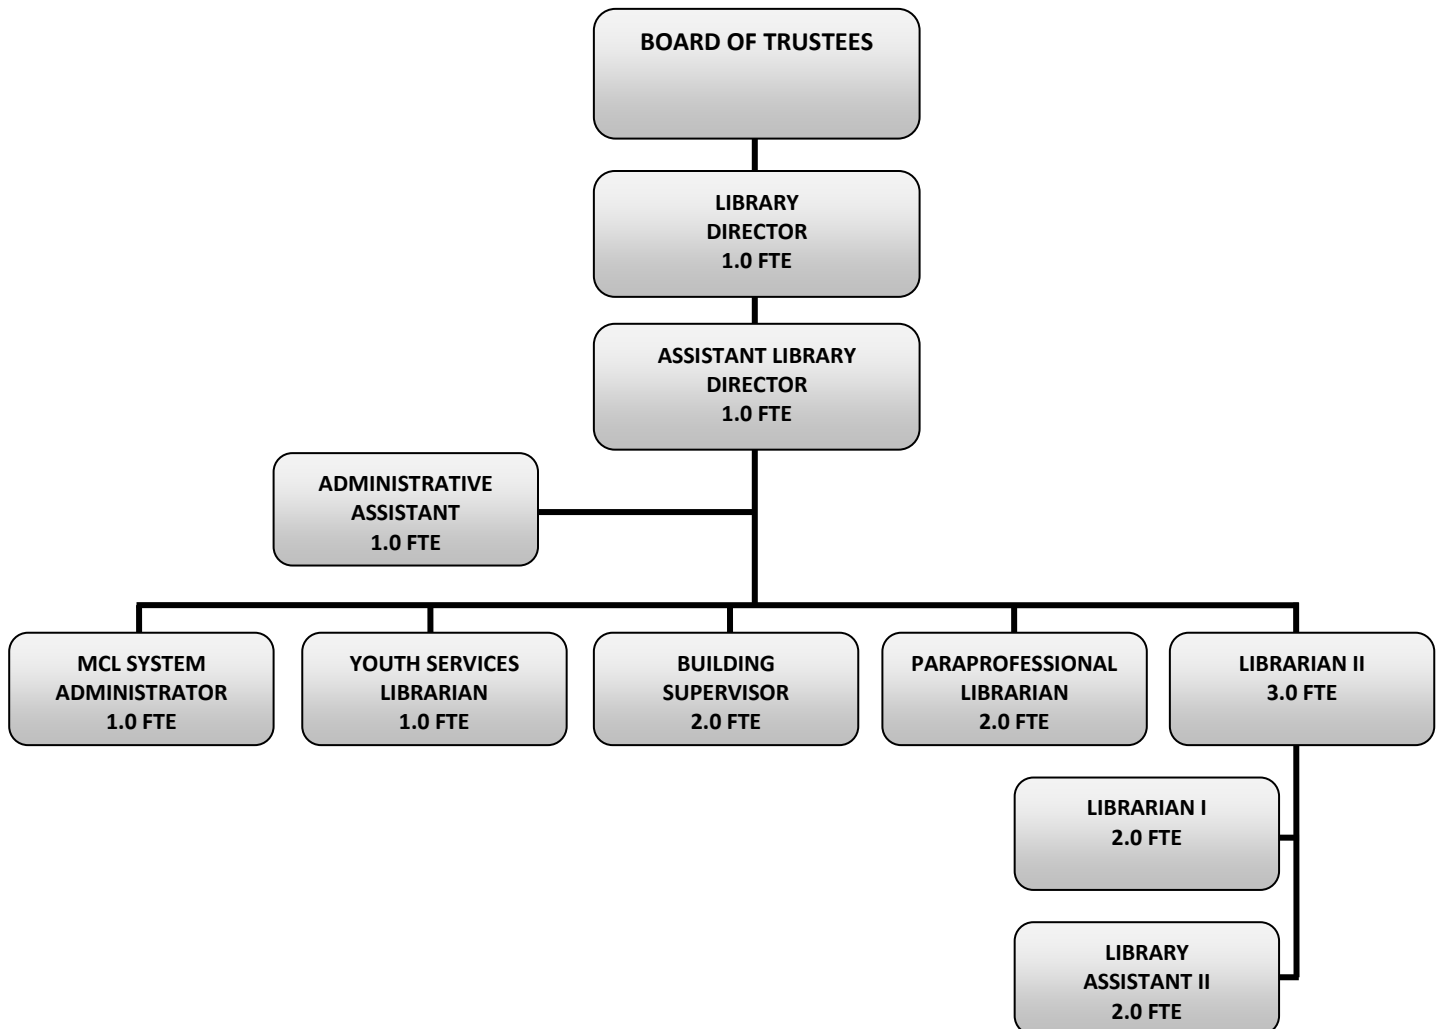 BOARD OF TRUSTEES
LIBRARY
DIRECTOR
1.0 FTE
ASSISTANT LIBRARY
DIRECTOR
1.0 FTE
ADMINISTRATIVE
ASSISTANT
1.0 FTE
MCL SYSTEM
ADMINISTRATOR
1.0 FTE
YOUTH SERVICES
LIBRARIAN
1.0 FTE
BUILDING
SUPERVISOR
2.0 FTE
PARAPROFESSIONAL
LIBRARIAN
2.0 FTE
LIBRARIAN II
3.0 FTE
LIBRARIAN I
2.0 FTE
LIBRARY
ASSISTANT II
2.0 FTE